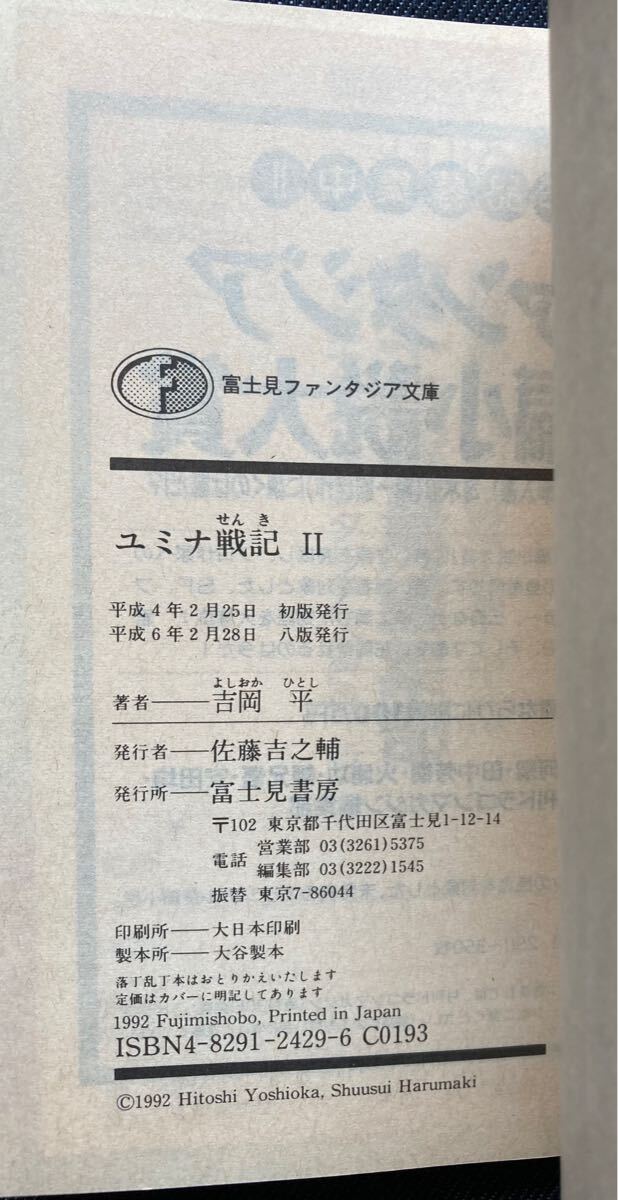 F
富士見ファンタジア文庫
せんき
ユミナ戦記 II
平成4年2月25日 初版発行
平成6年2月28日 八版発行
よしおか ひとし
著者――吉岡 平
発行者――佐藤吉之輔
発行所――富士見書房
〒102 東京都千代田区富士見1-12-14
電話 営業部 03(3261)5375
編集部 03(3222)1545
振替 東京7-86044
印刷所――大日本印刷
製本所――大谷製本
落丁乱丁本はおとりかえいたします
定価はカバーに明記してあります
1992 Fujimishobo, Printed in Japan
ISBN4-8291-2429-6 C0193
©1992 Hitoshi Yoshioka, Shuusui Harumaki